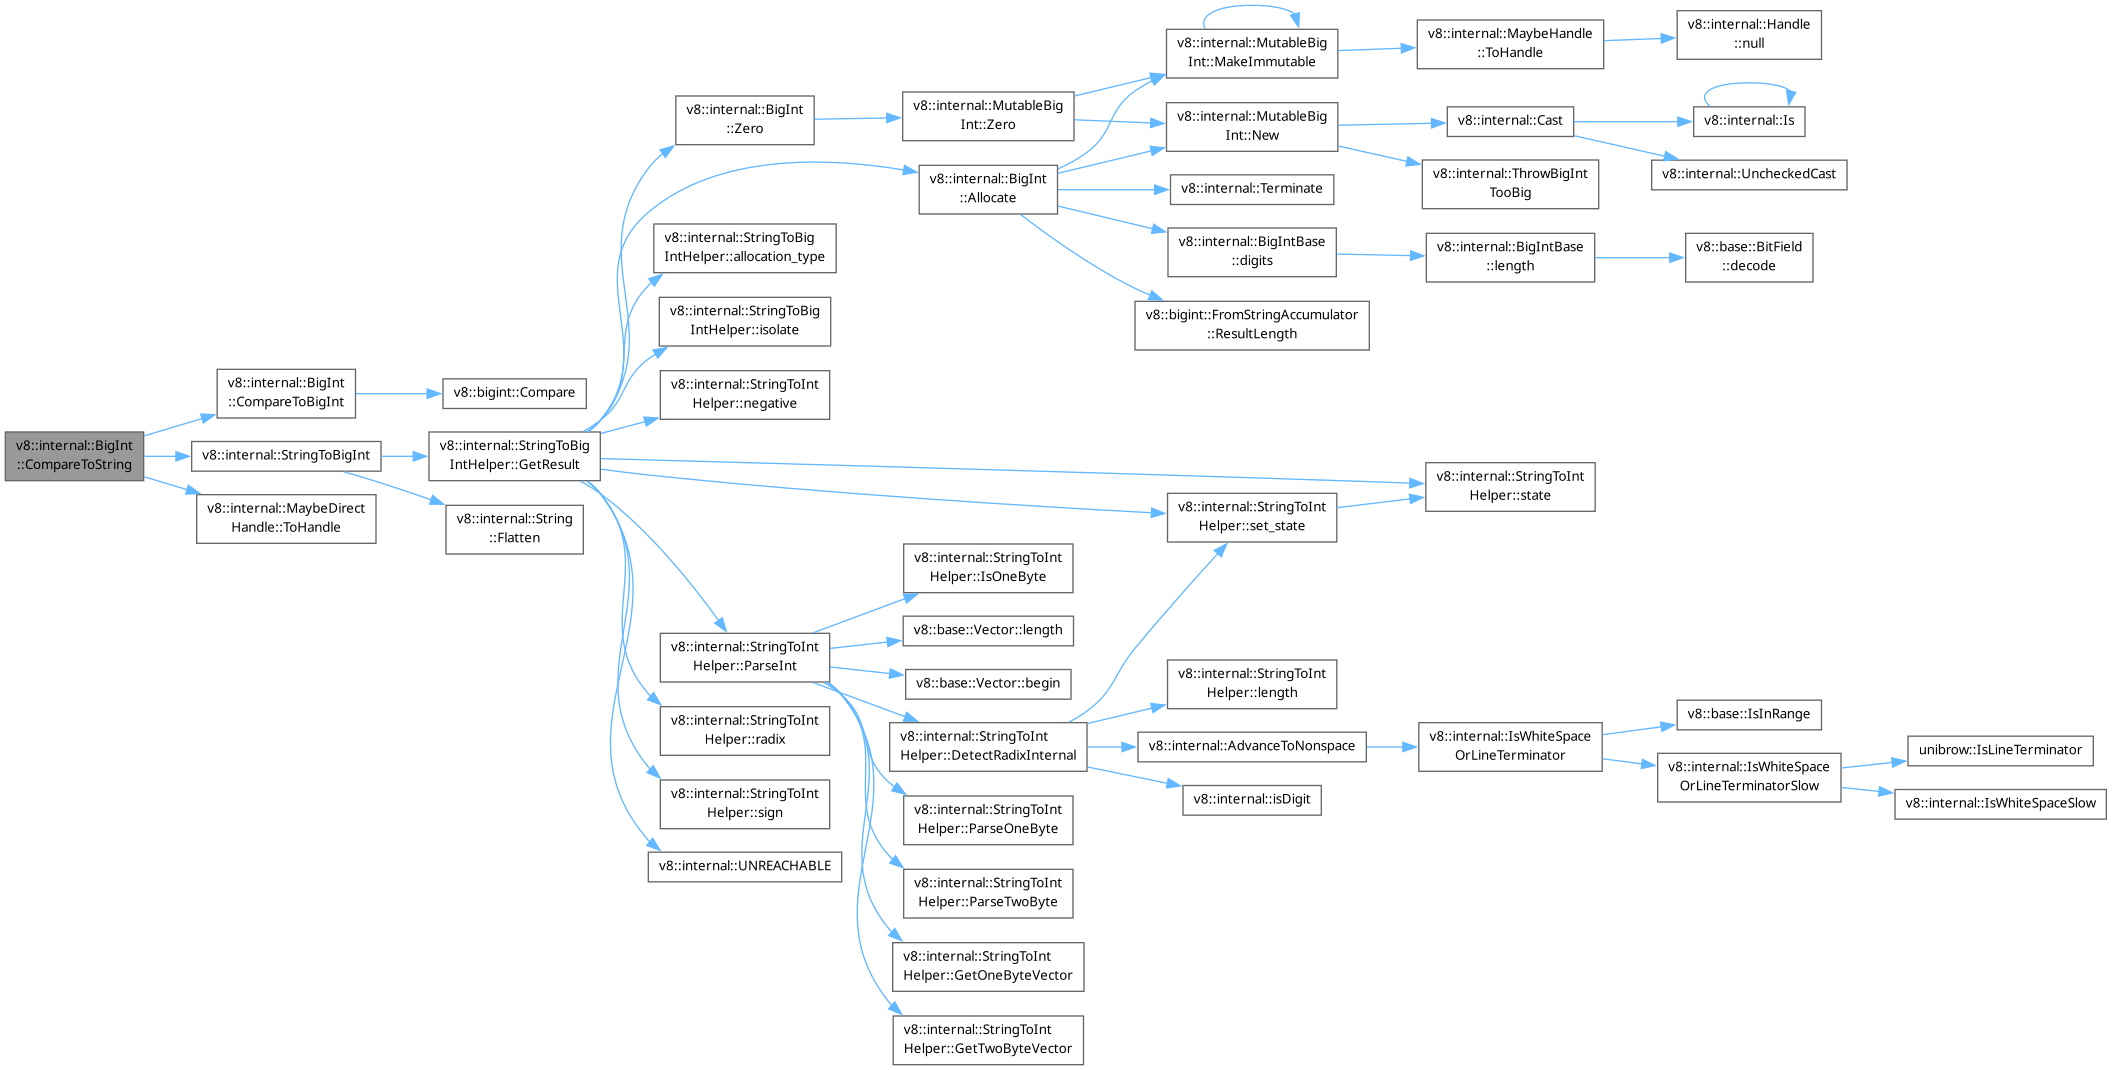 v8::internal::BigInt
::CompareToString
v8::internal::BigInt
::CompareToBigInt
v8::bigint::Compare
v8::internal::StringToBigInt
v8::internal::MaybeDirect
Handle::ToHandle
v8::internal::StringToBig
IntHelper::GetResult
v8::internal::String
::Flatten
v8::internal::BigInt
::Zero
v8::internal::StringToBig
IntHelper::allocation_type
v8::internal::StringToBig
IntHelper::isolate
v8::internal::StringToInt
Helper::negative
v8::internal::StringToInt
Helper::ParseInt
v8::internal::StringToInt
Helper::radix
v8::internal::StringToInt
Helper::sign
v8::internal::UNREACHABLE
v8::internal::MutableBig
Int::Zero
v8::internal::BigInt
::Allocate
v8::internal::MutableBig
Int::MakeImmutable
v8::internal::MutableBig
Int::New
v8::internal::Terminate
v8::internal::BigIntBase
::digits
v8::bigint::FromStringAccumulator
::ResultLength
v8::internal::MaybeHandle
::ToHandle
v8::internal::Handle
::null
v8::internal::Cast
v8::internal::Is
v8::internal::UncheckedCast
v8::internal::ThrowBigInt
TooBig
v8::internal::BigIntBase
::length
v8::base::BitField
::decode
v8::internal::StringToInt
Helper::state
v8::internal::StringToInt
Helper::set_state
v8::internal::StringToInt
Helper::IsOneByte
v8::base::Vector::length
v8::base::Vector::begin
v8::internal::StringToInt
Helper::DetectRadixInternal
v8::internal::StringToInt
Helper::ParseOneByte
v8::internal::StringToInt
Helper::ParseTwoByte
v8::internal::StringToInt
Helper::GetOneByteVector
v8::internal::StringToInt
Helper::GetTwoByteVector
v8::internal::StringToInt
Helper::length
v8::internal::AdvanceToNonspace
v8::internal::isDigit
v8::internal::IsWhiteSpace
OrLineTerminator
v8::base::IsInRange
v8::internal::IsWhiteSpace
OrLineTerminatorSlow
unibrow::IsLineTerminator
v8::internal::IsWhiteSpaceSlow